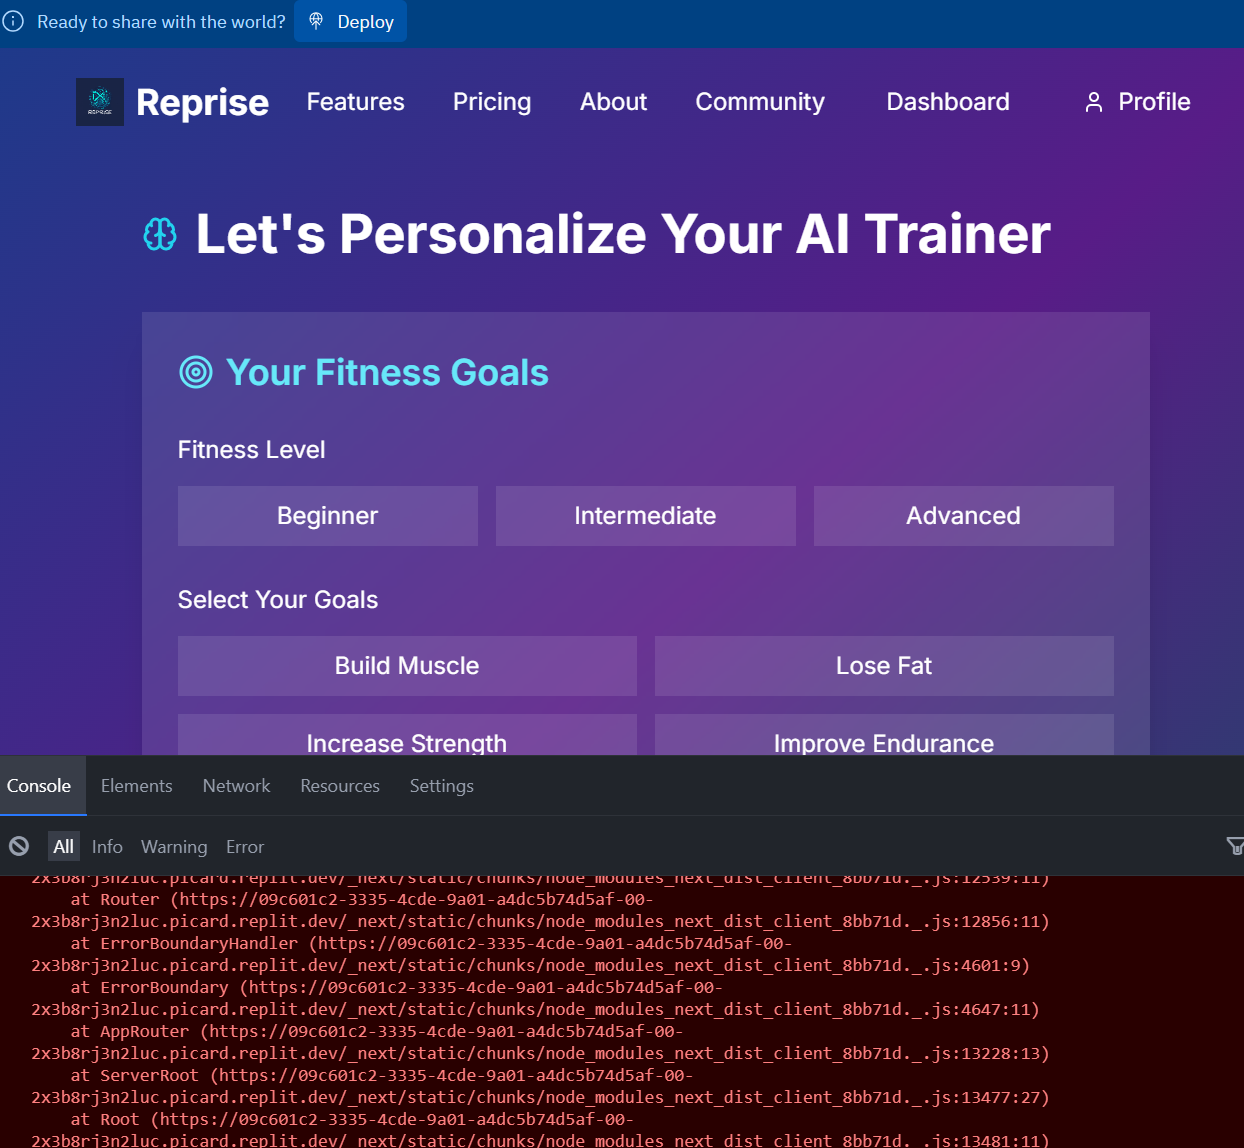 Ready to share with the world? Deploy
REPRISE
Reprise Features Pricing About Community Dashboard Profile
Let's Personalize Your AI Trainer
Your Fitness Goals
Fitness Level
Beginner Intermediate Advanced
Select Your Goals
Build Muscle Lose Fat
Increase Strength Improve Endurance
Console Elements Network Resources Settings
All Info Warning Error
2x3b8rj3n2luc.picard.replit.dev/_next/static/chunks/node_modules_next_dist_client_8bb71d._.js:12539:11)
at Router (https://09c601c2-3335-4cde-9a01-a4dc5b74d5af-00-
2x3b8rj3n2luc.picard.replit.dev/_next/static/chunks/node_modules_next_dist_client_8bb71d._.js:12856:11)
at ErrorBoundaryHandler (https://09c601c2-3335-4cde-9a01-a4dc5b74d5af-00-
2x3b8rj3n2luc.picard.replit.dev/_next/static/chunks/node_modules_next_dist_client_8bb71d._.js:4601:9)
at ErrorBoundary (https://09c601c2-3335-4cde-9a01-a4dc5b74d5af-00-
2x3b8rj3n2luc.picard.replit.dev/_next/static/chunks/node_modules_next_dist_client_8bb71d._.js:4647:11)
at AppRouter (https://09c601c2-3335-4cde-9a01-a4dc5b74d5af-00-
2x3b8rj3n2luc.picard.replit.dev/_next/static/chunks/node_modules_next_dist_client_8bb71d._.js:13228:13)
at ServerRoot (https://09c601c2-3335-4cde-9a01-a4dc5b74d5af-00-
2x3b8rj3n2luc.picard.replit.dev/_next/static/chunks/node_modules_next_dist_client_8bb71d._.js:13477:27)
at Root (https://09c601c2-3335-4cde-9a01-a4dc5b74d5af-00-
2x3b8rj3n2luc.picard.replit.dev/_next/static/chunks/node_modules_next_dist_client_8bb71d._.js:13481:11)